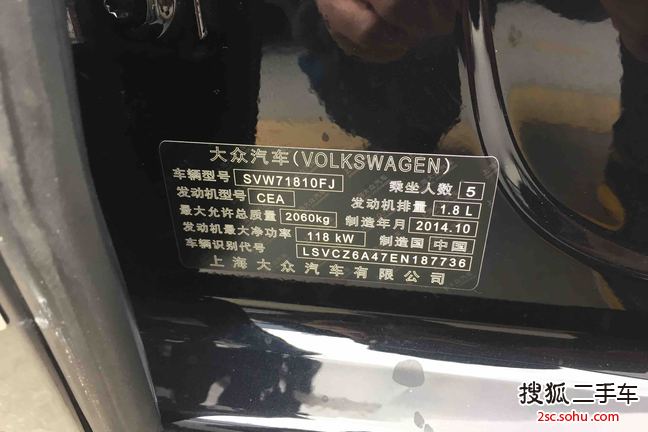 大众汽车(VOLKSWAGEN)
车辆型号 SVW71810FJ 乘坐人数 5
发动机型号 CEA 发动机排量 1.8 L
最大允许总质量 2060kg 制造年月 2014.10
发动机最大净功率 118 kW 制造国 中国
车辆识别代号 LSVCZ6A47EN187736
上海大众汽车有限公司
搜狐二手车
2sc.sohu.com